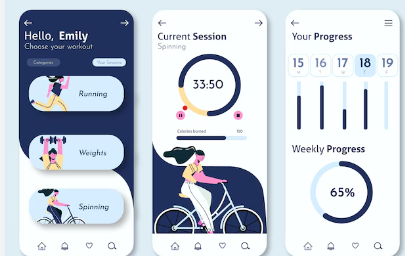 Hello, Emily
Choose your workout
Categories
Your Sessions
Running
Weights
Spinning
Current Session
Spinning
33:50
Calories burned
Your Progress
15 16 17 18 19
M T W
Weekly Progress
65%